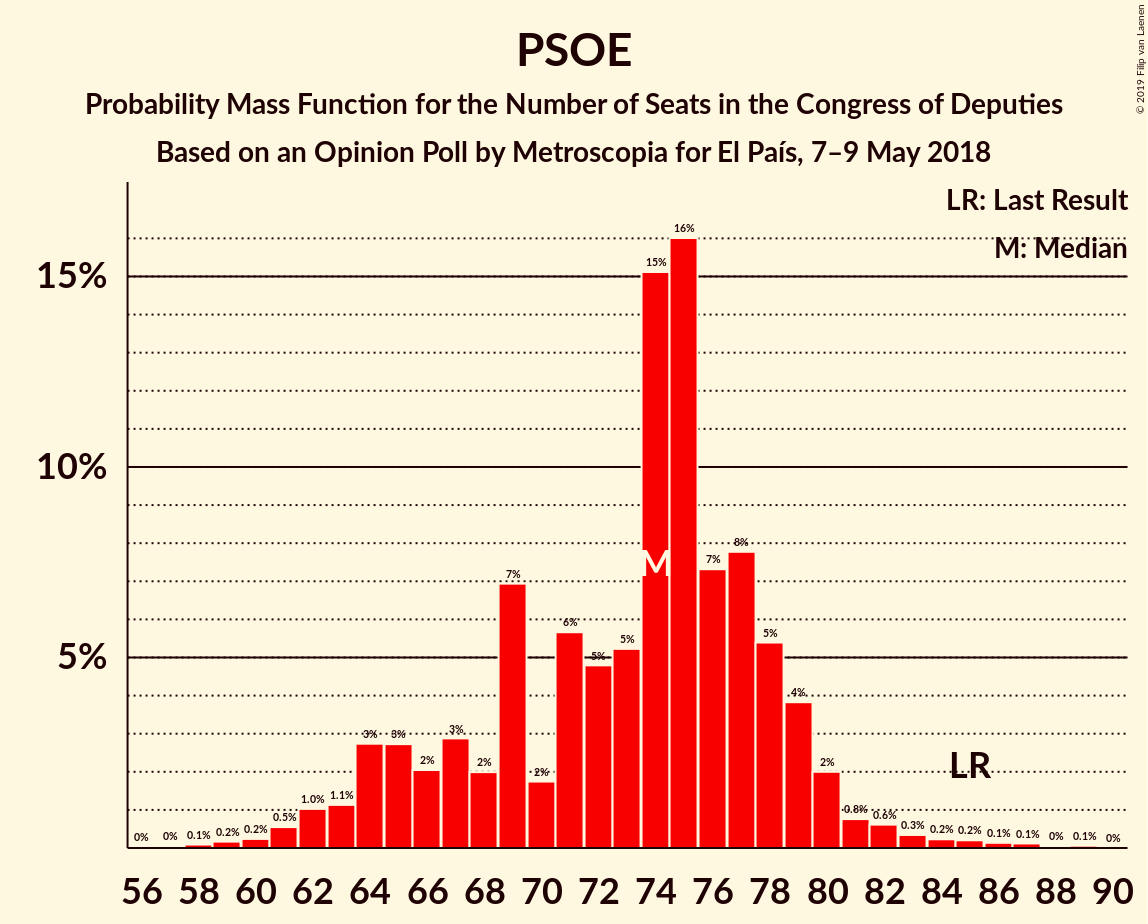 PSOE
Probability Mass Function for the Number of Seats in the Congress of Deputies
Based on an Opinion Poll by Metroscopia for El País, 7–9 May 2018
© 2019 Filip van Laenen
LR: Last Result
M: Median
15%
10%
5%
0% 0% 0.1% 0.2% 0.2% 0.5% 1.0% 1.1% 3% 3% 2% 3% 2% 7% 2% 6% 5% 5% 15% 16% 7% 8% 5% 4% 2% 0.8% 0.6% 0.3% 0.2% 0.2% 0.1% 0.1% 0% 0.1% 0%
M
LR
56 58 60 62 64 66 68 70 72 74 76 78 80 82 84 86 88 90